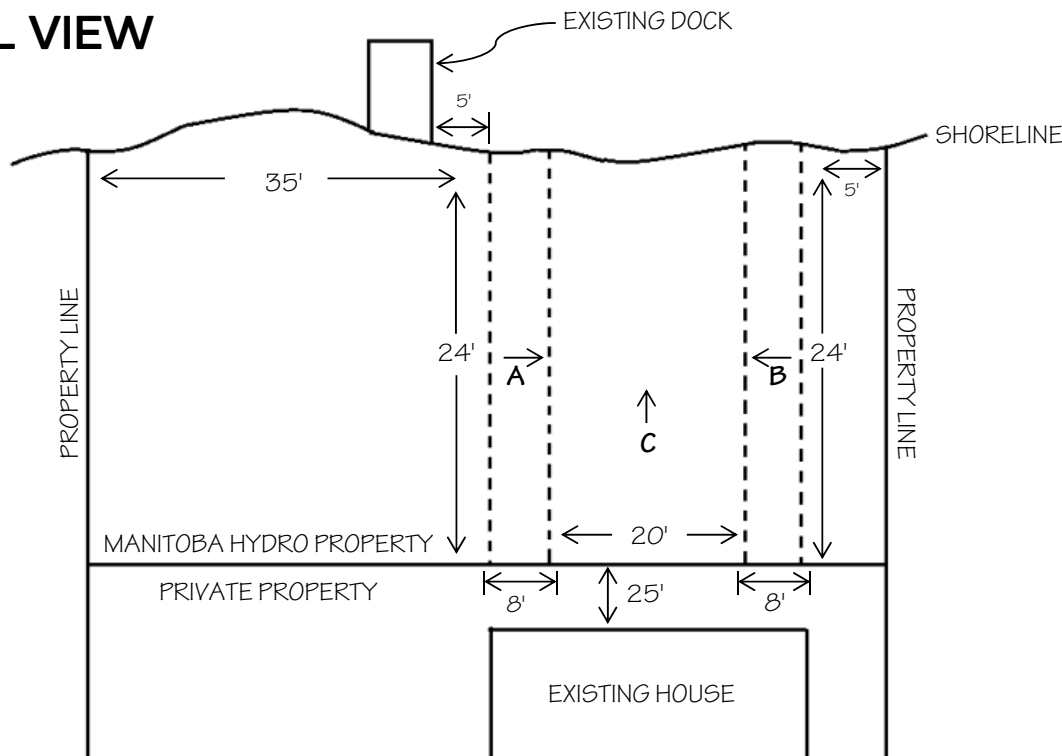 VIEW
EXISTING DOCK
5'
SHORELINE
35'
5'
PROPERTY LINE
PROPERTY LINE
24'
A
B
24'
C
20'
MANITOBA HYDRO PROPERTY
PRIVATE PROPERTY
8'
25'
8'
EXISTING HOUSE